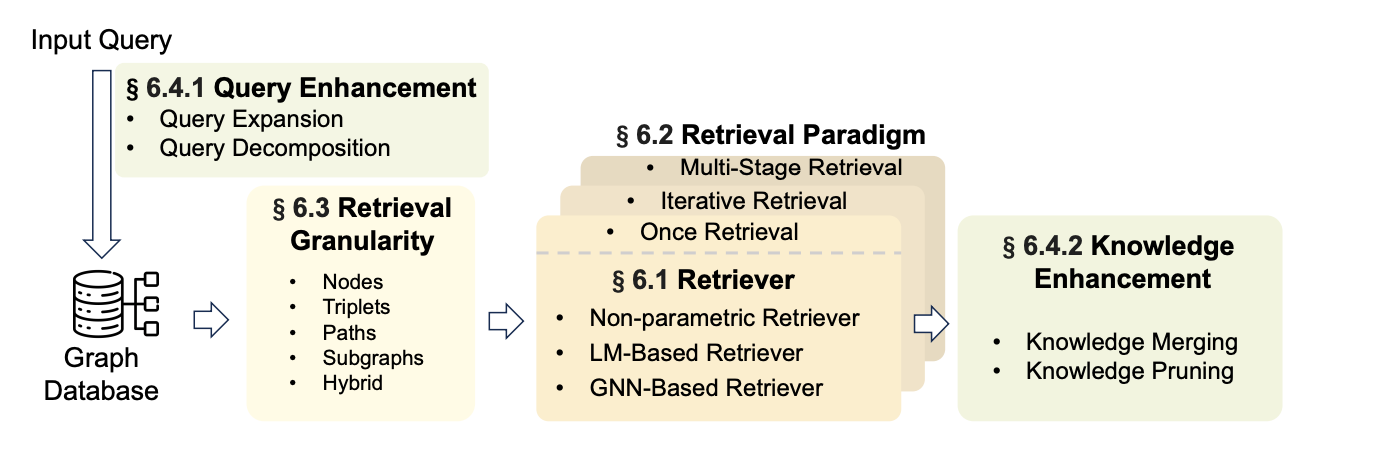 Input Query
§ 6.4.1 Query Enhancement
• Query Expansion
• Query Decomposition
Graph
Database
§ 6.3 Retrieval
Granularity
• Nodes
• Triplets
• Paths
• Subgraphs
• Hybrid
§ 6.2 Retrieval Paradigm
• Multi-Stage Retrieval
• Iterative Retrieval
• Once Retrieval
§ 6.1 Retriever
• Non-parametric Retriever
• LM-Based Retriever
• GNN-Based Retriever
§ 6.4.2 Knowledge
Enhancement
• Knowledge Merging
• Knowledge Pruning